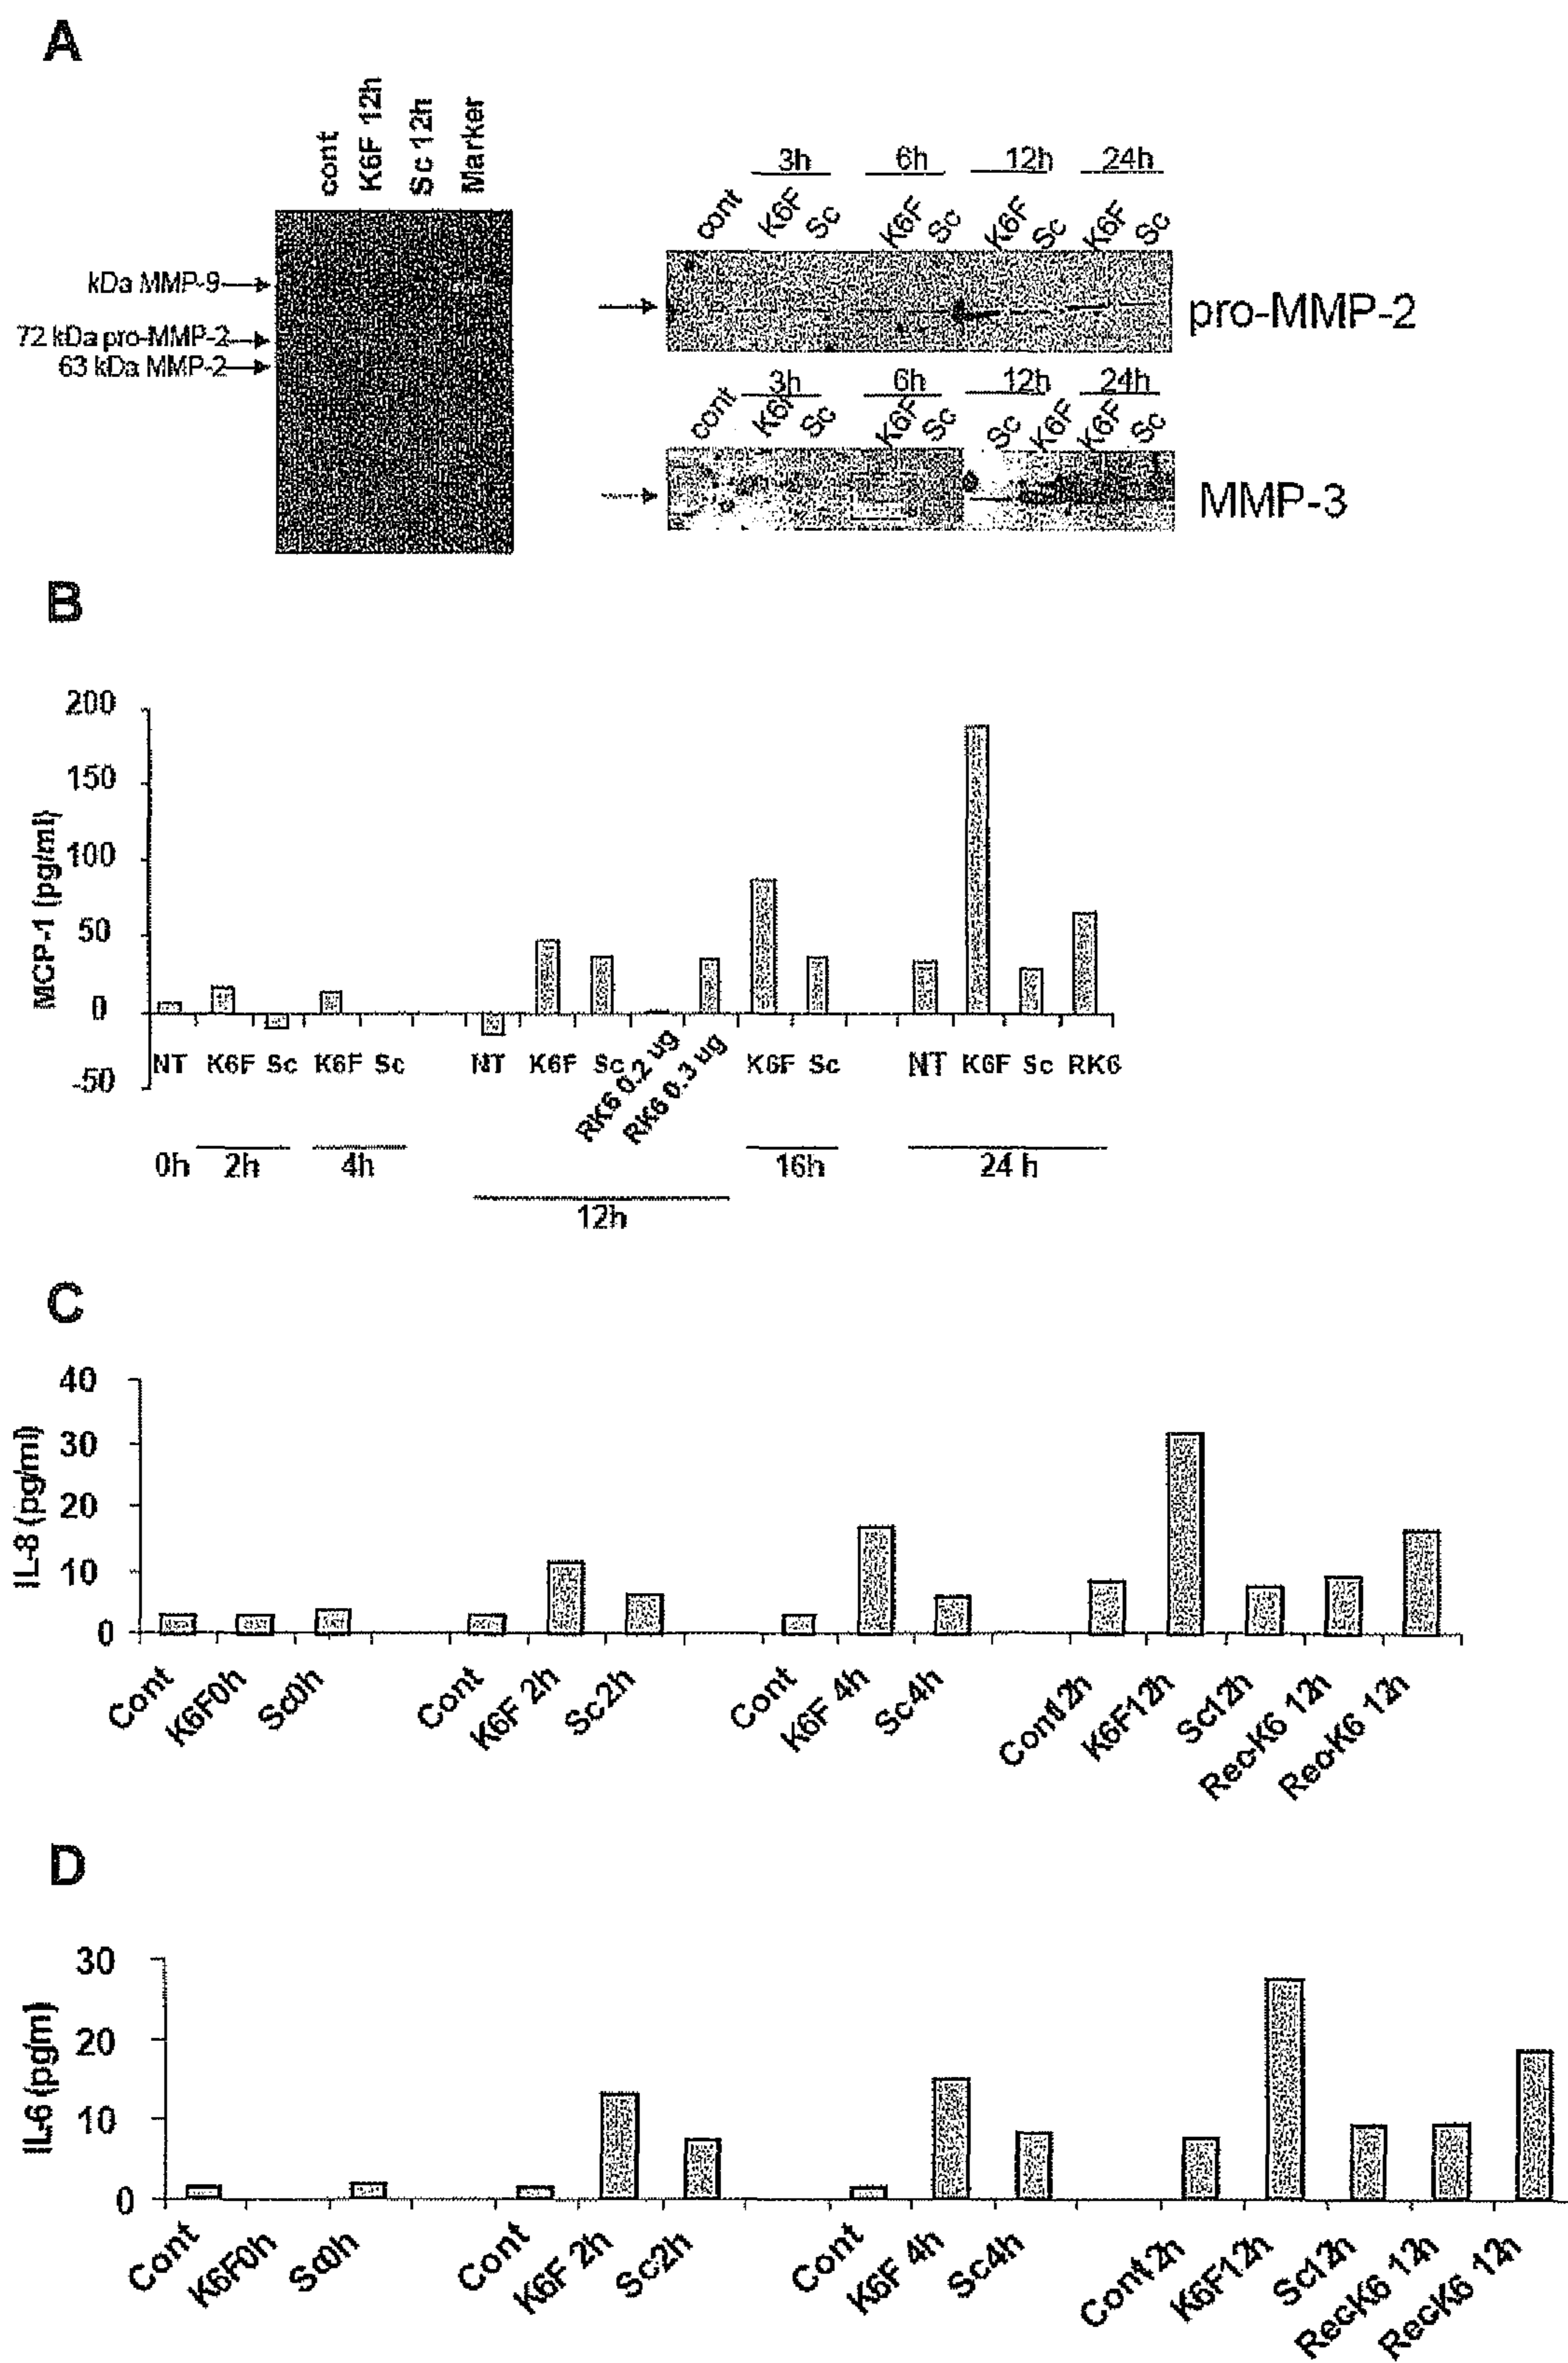 A
cont
K6F 12h
Sc 12h
Marker
kDa MMP-9
72 kDa pro-MMP-2
63 kDa MMP-2
3h 6h 12h 24h
cont K6F Sc K6F Sc K6F Sc K6F Sc
pro-MMP-2
3h 6h 12h 24h
cont K6F Sc K6F Sc Sc K6F K6F Sc
MMP-3
B
MCP-1 (pg/ml)
200
150
100
50
0
-50
NT K6F Sc K6F Sc NT K6F Sc RK6 0.2 ug RK6 0.3 ug K6F Sc NT K6F Sc RK6
0h 2h 4h 16h 24 h
12h
C
IL-8 (pg/ml)
40
30
20
10
0
Cont K6F0h Sc0h Cont K6F 2h Sc2h Cont K6F 4h Sc4h Cont12h K6F12h Sc12h Rec-K6 12h Rec-K6 12h
D
IL-6 (pg/m)
30
20
10
0
Cont K6F0h Sc0h Cont K6F 2h Sc2h Cont K6F 4h Sc4h Cont12h K6F12h Sc12h RecK6 12h RecK6 12h